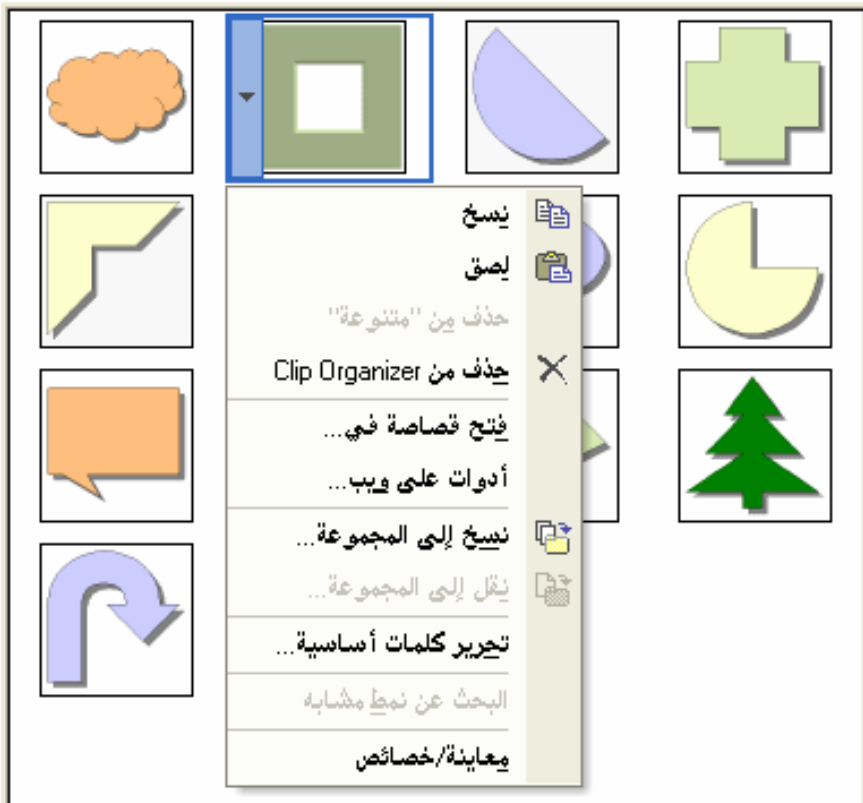 نسخ
لصق
حذف من "متنوعة"
حذف من Clip Organizer
فتح قصاصة في...
أدوات على ويب...
نسخ إلى المجموعة...
نقل إلى المجموعة...
تحرير كلمات أساسية...
البحث عن نمط مشابه
معاينة/خصائص